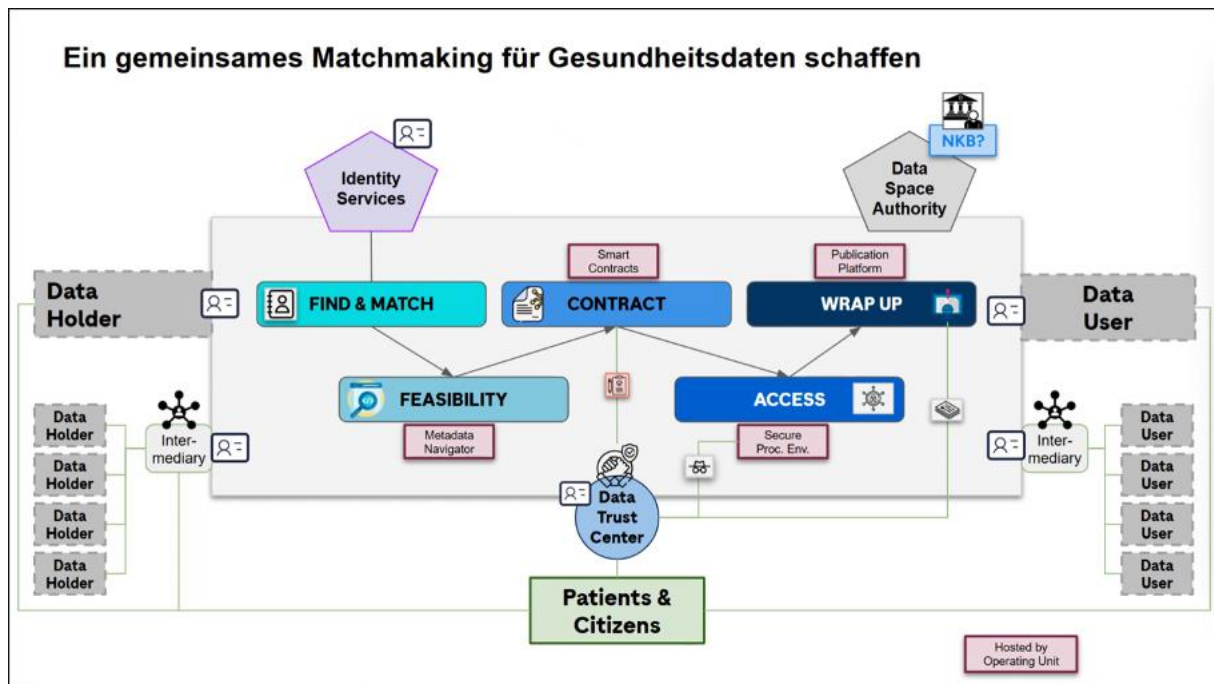 Ein gemeinsames Matchmaking für Gesundheitsdaten schaffen
NKB?
Identity
Services
Data
Space
Authority
Smart
Contracts
Publication
Platform
Data
Holder
FIND & MATCH
CONTRACT
WRAP UP
Data
User
FEASIBILITY
ACCESS
Metadata
Navigator
Secure
Proc. Env.
Data
Holder
Data
Holder
Data
Holder
Data
Holder
Inter-
mediary
Data
Trust
Center
Inter-
mediary
Data
User
Data
User
Data
User
Data
User
Patients &
Citizens
Hosted by
Operating Unit